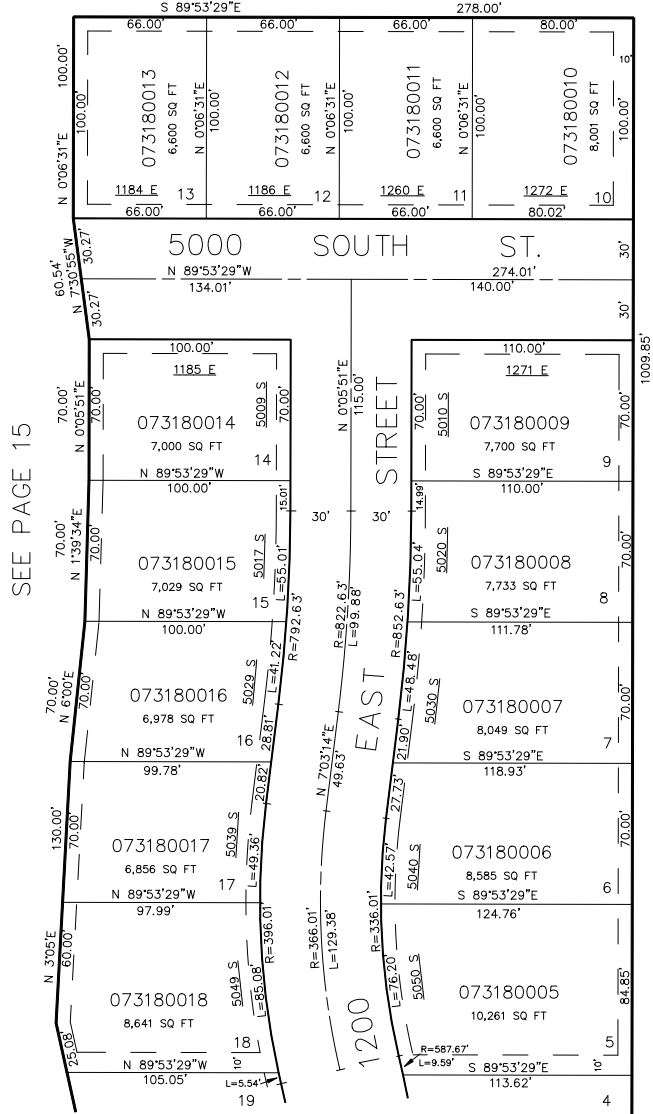 S 89°53'29"E
278.00'
66.00' 66.00' 66.00' 80.00'
10'
100.00'
N 0°06'31"E
100.00'
073180013
6,600 SQ FT
N 0°06'31"E
100.00'
073180012
6,600 SQ FT
N 0°06'31"E
100.00'
073180011
6,600 SQ FT
N 0°06'31"E
100.00'
073180010
8,001 SQ FT
100.00'
1184 E 13 1186 E 12 1260 E 11 1272 E 10
66.00' 66.00' 66.00' 80.02'
5000 SOUTH ST.
60.54'
N 7°30'55"W
30.27'
30.27'
N 89°53'29"W 274.01'
134.01' 140.00'
30'
30'
1009.85'
100.00' 110.00'
1185 E 1271 E
70.00'
N 0°05'51"E
70.00'
073180014
7,000 SQ FT
5009 S
70.00'
14
N 89°53'29"W
100.00'
N 0°05'51"E
115.00'
STREET
70.00'
5010 S
073180009
7,700 SQ FT
70.00'
9
S 89°53'29"E
110.00'
SEE PAGE 15
70.00'
N 1°39'34"E
70.00'
073180015
7,029 SQ FT
5017 S
15.01'
L=55.01'
15
N 89°53'29"W
100.00'
R=792.63'
30' 30'
R=822.63'
L=99.88'
R=852.63'
14.99'
L=55.04'
5020 S
073180008
7,733 SQ FT
70.00'
8
S 89°53'29"E
111.78'
70.00'
N 6°00'E
70.00'
073180016
6,978 SQ FT
5029 S
L=41.22'
28.81'
16
N 89°53'29"W
99.78'
N 7°03'14"E
49.63'
EAST
L=48.48'
21.90'
5030 S
073180007
8,049 SQ FT
7
S 89°53'29"E
118.93'
130.00'
70.00'
073180017
6,856 SQ FT
5039 S
20.82'
L=49.36'
17
N 89°53'29"W
97.99'
27.73'
L=42.57'
5040 S
073180006
8,585 SQ FT
70.00'
6
S 89°53'29"E
124.76'
N 3°05'E
60.00'
25.08'
073180018
8,641 SQ FT
5049 S
R=396.01'
L=85.08'
18
10'
N 89°53'29"W
105.05'
L=5.54'
19
R=366.01'
L=129.38'
1200
R=336.01'
L=76.20'
5050 S
073180005
10,261 SQ FT
84.85'
5
R=587.67'
L=9.59'
S 89°53'29"E
10'
113.62'
4